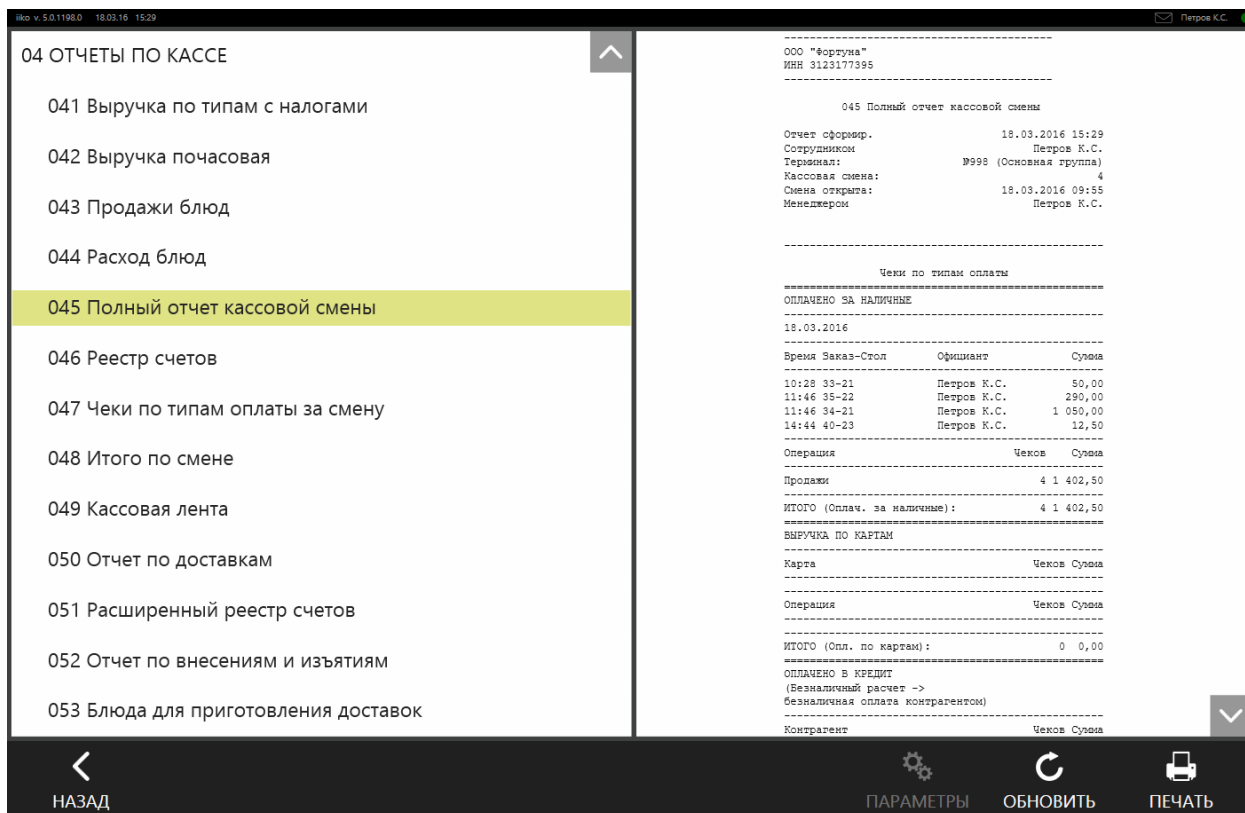 iiko v. 5.0.1198.0 18.03.16 15:29 Петров К.С.
04 ОТЧЕТЫ ПО КАССЕ
041 Выручка по типам с налогами
042 Выручка почасовая
043 Продажи блюд
044 Расход блюд
045 Полный отчет кассовой смены
046 Реестр счетов
047 Чеки по типам оплаты за смену
048 Итого по смене
049 Кассовая лента
050 Отчет по доставкам
051 Расширенный реестр счетов
052 Отчет по внесениям и изъятиям
053 Блюда для приготовления доставок
ООО "Фортуна"
ИНН 3123177395
045 Полный отчет кассовой смены
Отчет сформир. 18.03.2016 15:29
Сотрудником Петров К.С.
Терминал: №998 (Основная группа)
Кассовая смена: 4
Смена открыта: 18.03.2016 09:55
Менеджером Петров К.С.
Чеки по типам оплаты
ОПЛАЧЕНО ЗА НАЛИЧНЫЕ
18.03.2016
Время Заказ-Стол Официант Сумма
10:28 33-21 Петров К.С. 50,00
11:46 35-22 Петров К.С. 290,00
11:46 34-21 Петров К.С. 1 050,00
14:44 40-23 Петров К.С. 12,50
Операция Чеков Сумма
Продажи 4 1 402,50
ИТОГО (Оплач. за наличные): 4 1 402,50
ВЫРУЧКА ПО КАРТАМ
Карта Чеков Сумма
Операция Чеков Сумма
ИТОГО (Опл. по картам): 0 0,00
ОПЛАЧЕНО В КРЕДИТ
(Безналичный расчет ->
безналичная оплата контрагентом)
Контрагент Чеков Сумма
НАЗАД ПАРАМЕТРЫ ОБНОВИТЬ ПЕЧАТЬ